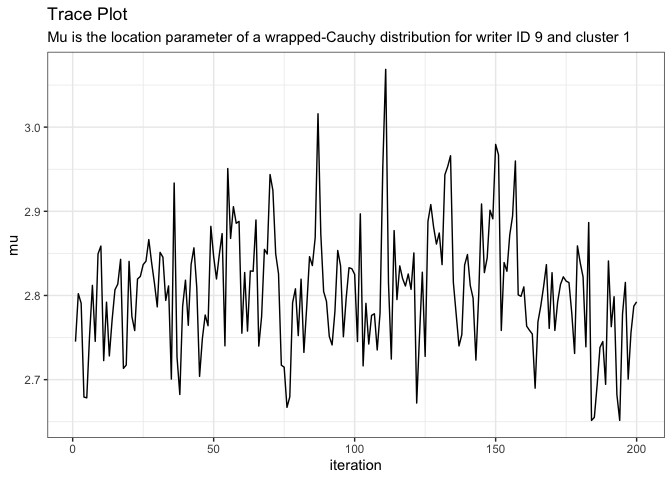 Trace Plot
Mu is the location parameter of a wrapped-Cauchy distribution for writer ID 9 and cluster 1
mu
3.0
2.9
2.8
2.7
0 50 100 150 200
iteration